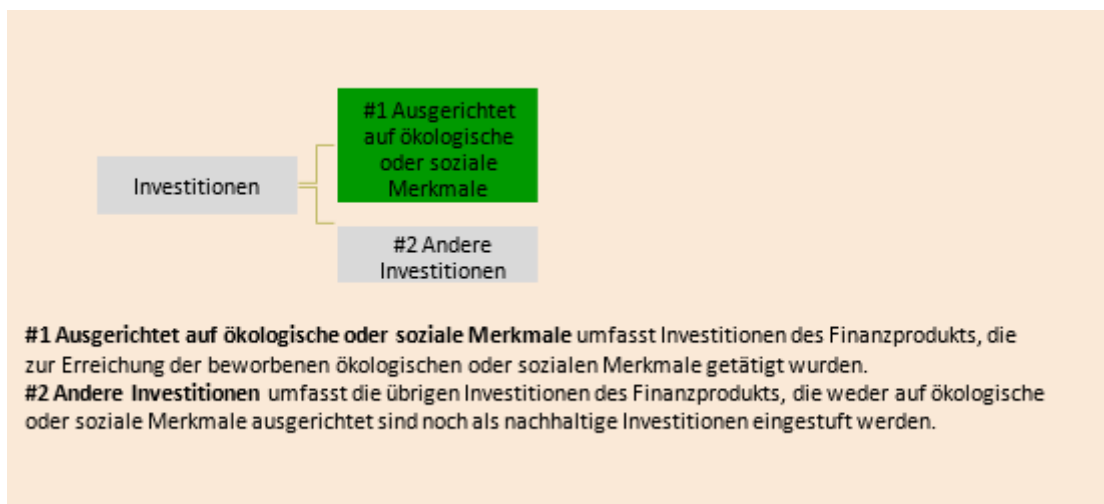 #1 Ausgerichtet
auf ökologische
oder soziale
Merkmale
Investitionen
#2 Andere
Investitionen
#1 Ausgerichtet auf ökologische oder soziale Merkmale umfasst Investitionen des Finanzprodukts, die
zur Erreichung der beworbenen ökologischen oder sozialen Merkmale getätigt wurden.
#2 Andere Investitionen umfasst die übrigen Investitionen des Finanzprodukts, die weder auf ökologische
oder soziale Merkmale ausgerichtet sind noch als nachhaltige Investitionen eingestuft werden.